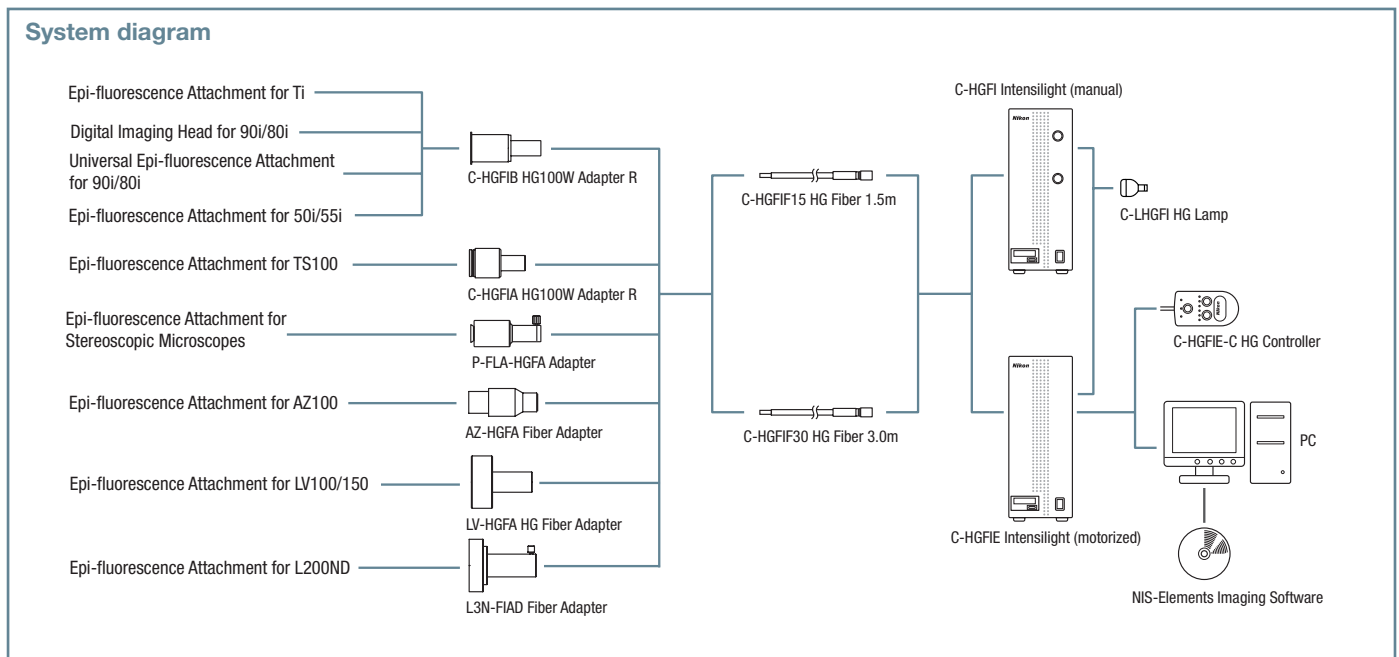 System diagram
Epi-fluorescence Attachment for Ti
Digital Imaging Head for 90i/80i
Universal Epi-fluorescence Attachment
for 90i/80i
Epi-fluorescence Attachment for 50i/55i
Epi-fluorescence Attachment for TS100
Epi-fluorescence Attachment for
Stereoscopic Microscopes
Epi-fluorescence Attachment for AZ100
Epi-fluorescence Attachment for LV100/150
Epi-fluorescence Attachment for L200ND
C-HGFIB HG100W Adapter R
C-HGFIA HG100W Adapter R
P-FLA-HGFA Adapter
AZ-HGFA Fiber Adapter
LV-HGFA HG Fiber Adapter
L3N-FIAD Fiber Adapter
C-HGFIF15 HG Fiber 1.5m
C-HGFIF30 HG Fiber 3.0m
C-HGFI Intensilight (manual)
Nikon
C-LHGFI HG Lamp
Nikon
C-HGFIE-C HG Controller
Nikon
C-HGFIE Intensilight (motorized)
PC
NIS-Elements Imaging Software